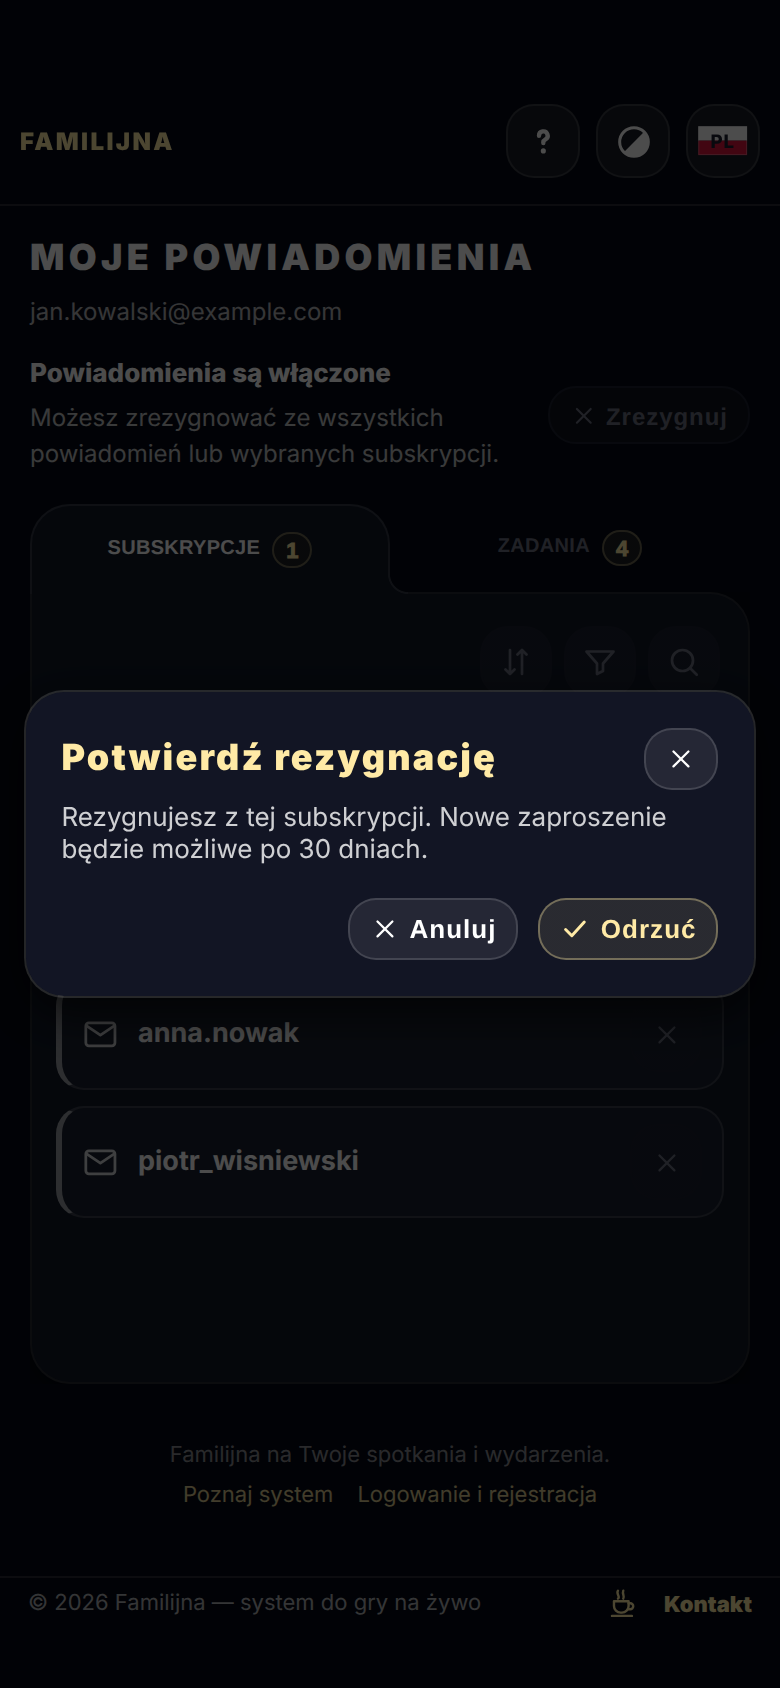 FAMILIJNA
?
PL
MOJE POWIADOMIENIA
jan.kowalski@example.com
Powiadomienia są włączone
Możesz zrezygnować ze wszystkich
powiadomień lub wybranych subskrypcji.
Zrezygnuj
SUBSKRYPCJE 1
ZADANIA 4
Potwierdź rezygnację
Rezygnujesz z tej subskrypcji. Nowe zaproszenie
będzie możliwe po 30 dniach.
Anuluj
Odrzuć
anna.nowak
piotr_wisniewski
Familijna na Twoje spotkania i wydarzenia.
Poznaj system Logowanie i rejestracja
© 2026 Familijna — system do gry na żywo
Kontakt